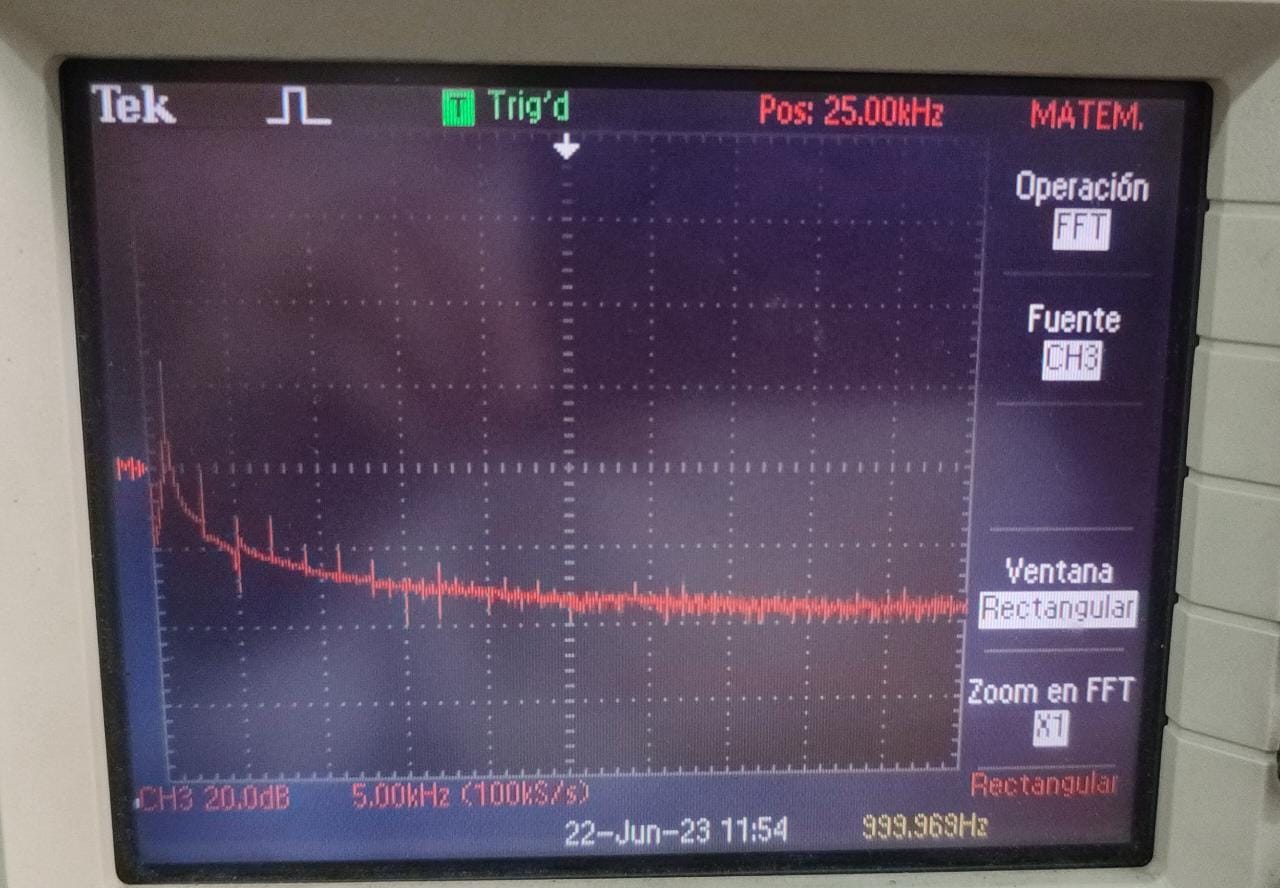 Tek T Trig'd Pos: 25.00kHz MATEM.
Operación
FFT
Fuente
CH3
Ventana
Rectangular
Zoom en FFT
X1
Rectangular
CH3 20.0dB 5.00kHz (100kS/s)
22-Jun-23 11:54 999.969Hz